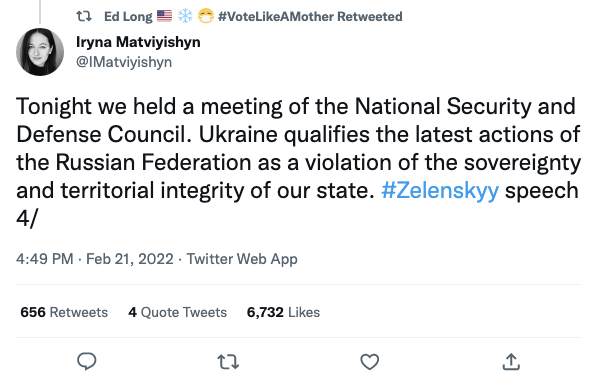 Ed Long 🇺🇸 ❄️ 😷 #VoteLikeAMother Retweeted
Iryna Matviyishyn
@IMatviyishyn
Tonight we held a meeting of the National Security and
Defense Council. Ukraine qualifies the latest actions of
the Russian Federation as a violation of the sovereignty
and territorial integrity of our state. #Zelenskyy speech
4/
4:49 PM · Feb 21, 2022 · Twitter Web App
656 Retweets 4 Quote Tweets 6,732 Likes